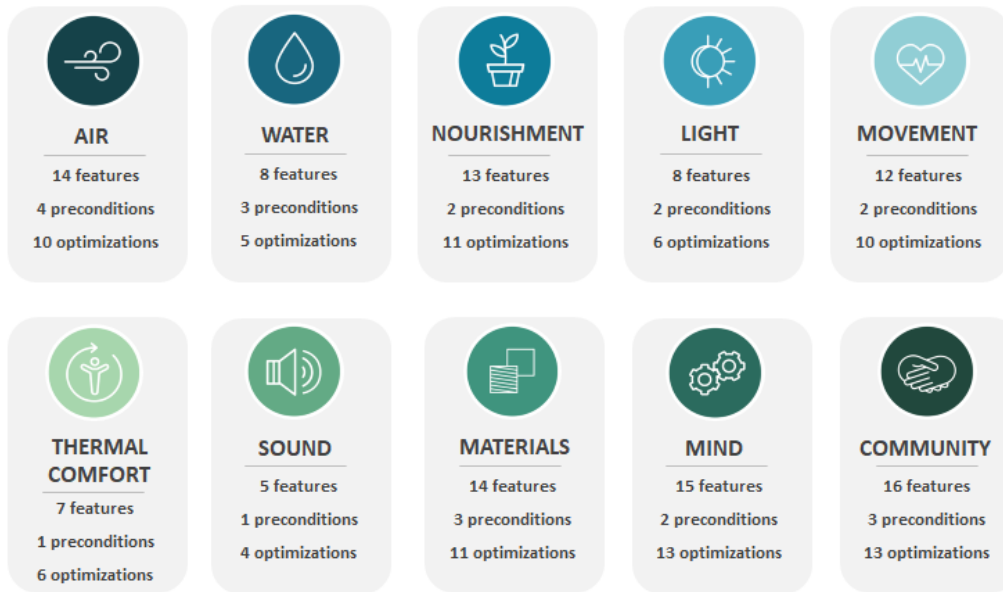 AIR
14 features
4 preconditions
10 optimizations
WATER
8 features
3 preconditions
5 optimizations
NOURISHMENT
13 features
2 preconditions
11 optimizations
LIGHT
8 features
2 preconditions
6 optimizations
MOVEMENT
12 features
2 preconditions
10 optimizations
THERMAL
COMFORT
7 features
1 preconditions
6 optimizations
SOUND
5 features
1 preconditions
4 optimizations
MATERIALS
14 features
3 preconditions
11 optimizations
MIND
15 features
2 preconditions
13 optimizations
COMMUNITY
16 features
3 preconditions
13 optimizations